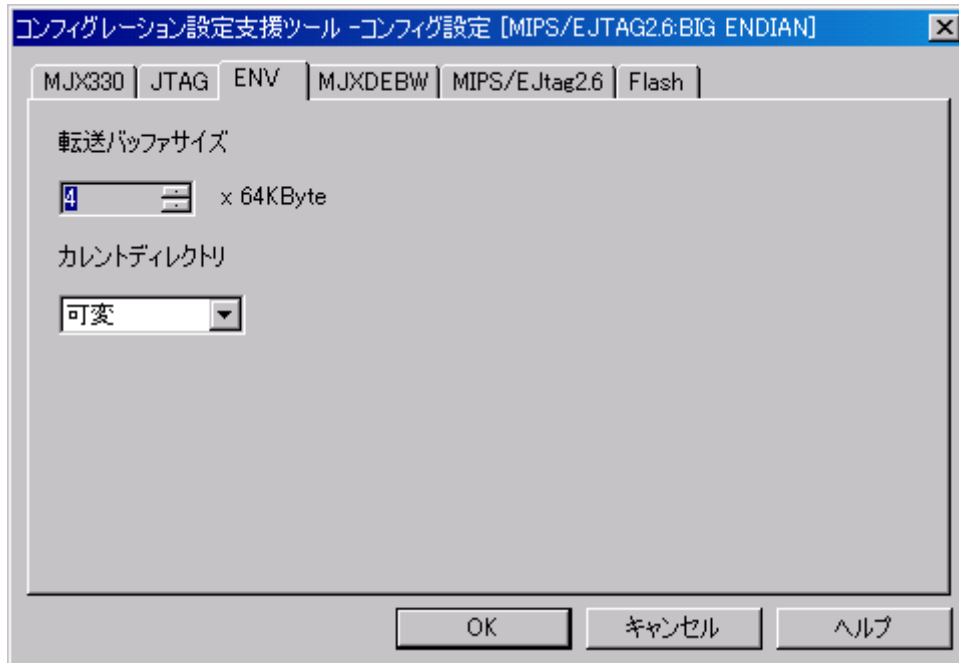 コンフィグレーション設定支援ツール -コンフィグ設定 [MIPS/EJTAG2.6:BIG ENDIAN]
MJX330 JTAG ENV MJXDEBW MIPS/EJtag2.6 Flash
転送バッファサイズ
4 x 64KByte
カレントディレクトリ
可変
OK キャンセル ヘルプ